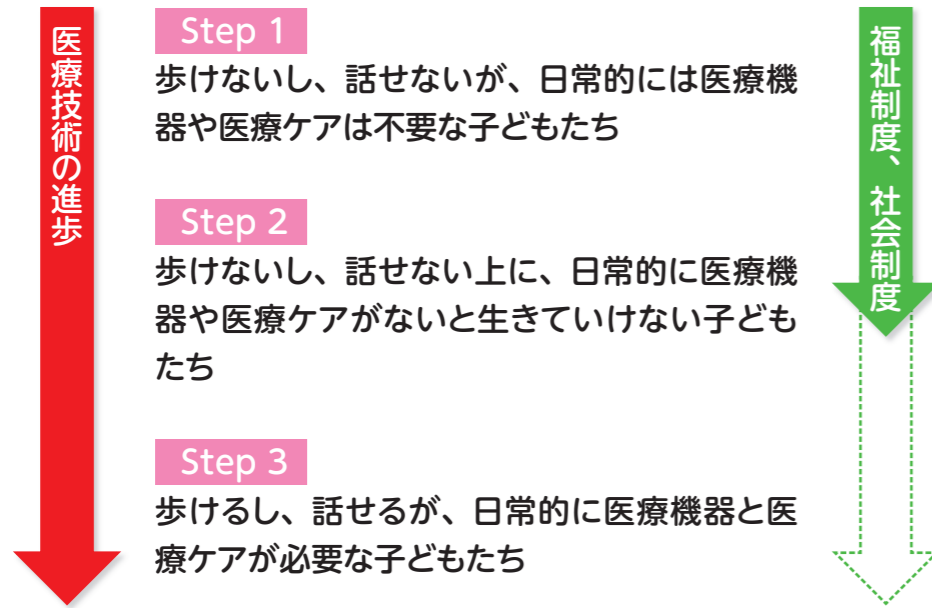 医療技術の進歩
Step 1
歩けないし、話せないが、日常的には医療機
器や医療ケアは不要な子どもたち
Step 2
歩けないし、話せない上に、日常的に医療機
器や医療ケアがないと生きていけない子ども
たち
Step 3
歩けるし、話せるが、日常的に医療機器と医
療ケアが必要な子どもたち
福祉制度、社会制度